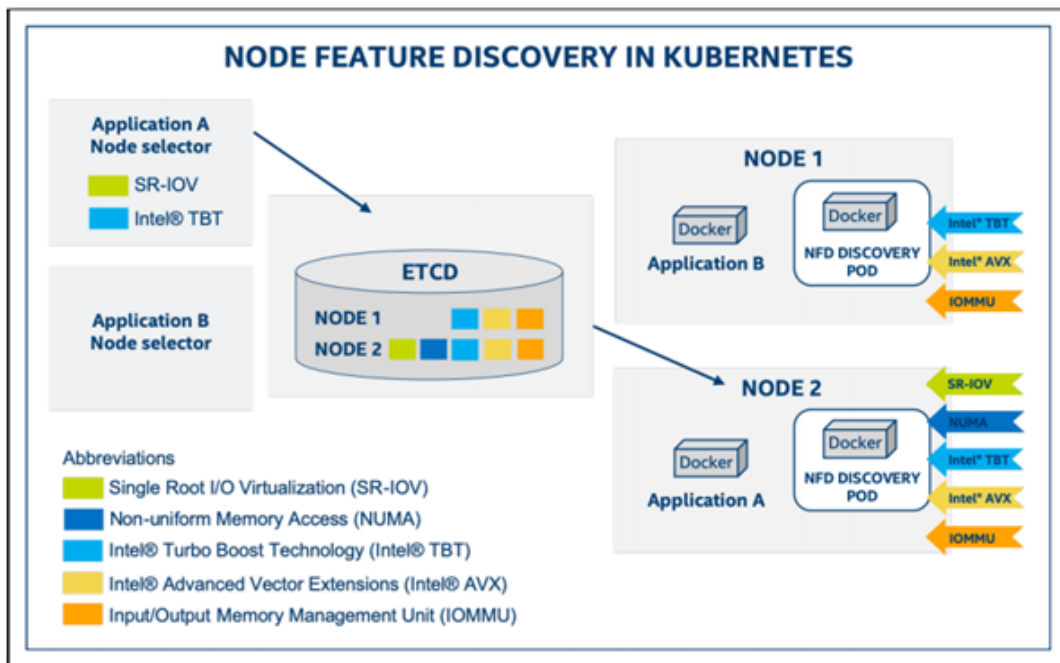 NODE FEATURE DISCOVERY IN KUBERNETES
Application A
Node selector
SR-IOV
Intel® TBT
Application B
Node selector
ETCD
NODE 1
NODE 2
NODE 1
Docker
Application B
Docker
NFD DISCOVERY
POD
Intel® TBT
Intel® AVX
IOMMU
NODE 2
Docker
Application A
Docker
NFD DISCOVERY
POD
SR-IOV
NUMA
Intel® TBT
Intel® AVX
IOMMU
Abbreviations
Single Root I/O Virtualization (SR-IOV)
Non-uniform Memory Access (NUMA)
Intel® Turbo Boost Technology (Intel® TBT)
Intel® Advanced Vector Extensions (Intel® AVX)
Input/Output Memory Management Unit (IOMMU)